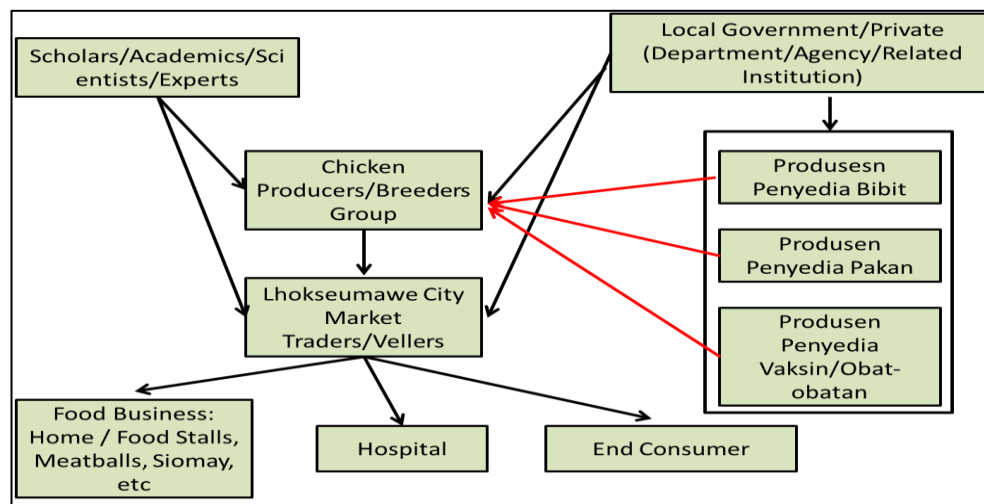 Scholars/Academics/Sci
entists/Experts
Local Government/Private
(Department/Agency/Related
Institution)
Chicken
Producers/Breeders
Group
Produsesn
Penyedia Bibit
Produsen
Penyedia Pakan
Lhokseumawe City
Market
Traders/Vellers
Produsen
Penyedia
Vaksin/Obat-
obatan
Food Business:
Home / Food Stalls,
Meatballs, Siomay,
etc
Hospital
End Consumer